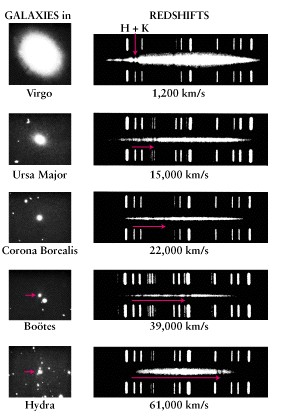 GALAXIES in REDSHIFTS
H + K
Virgo 1,200 km/s
Ursa Major 15,000 km/s
Corona Borealis 22,000 km/s
Boötes 39,000 km/s
Hydra 61,000 km/s